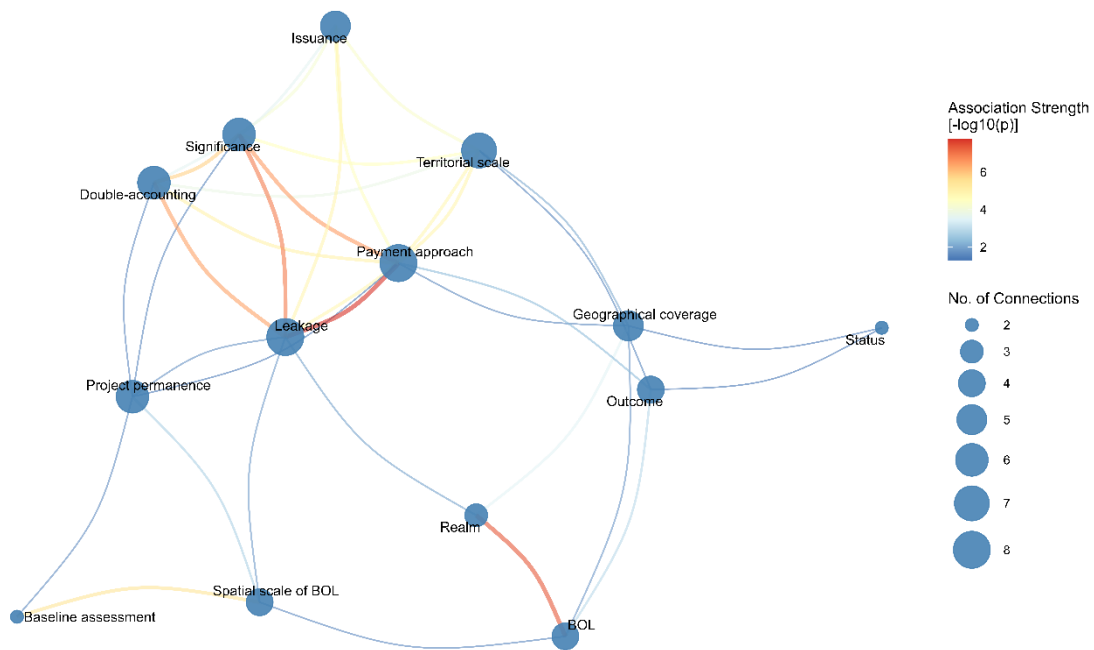 Issuance
Significance
Territorial scale
Double-accounting
Payment approach
Geographical coverage
Leakage
Status
Project permanence
Outcome
Realm
Spatial scale of BOL
Baseline assessment
BOL
Association Strength
[-log10(p)]
6
4
2
No. of Connections
2
3
4
5
6
7
8